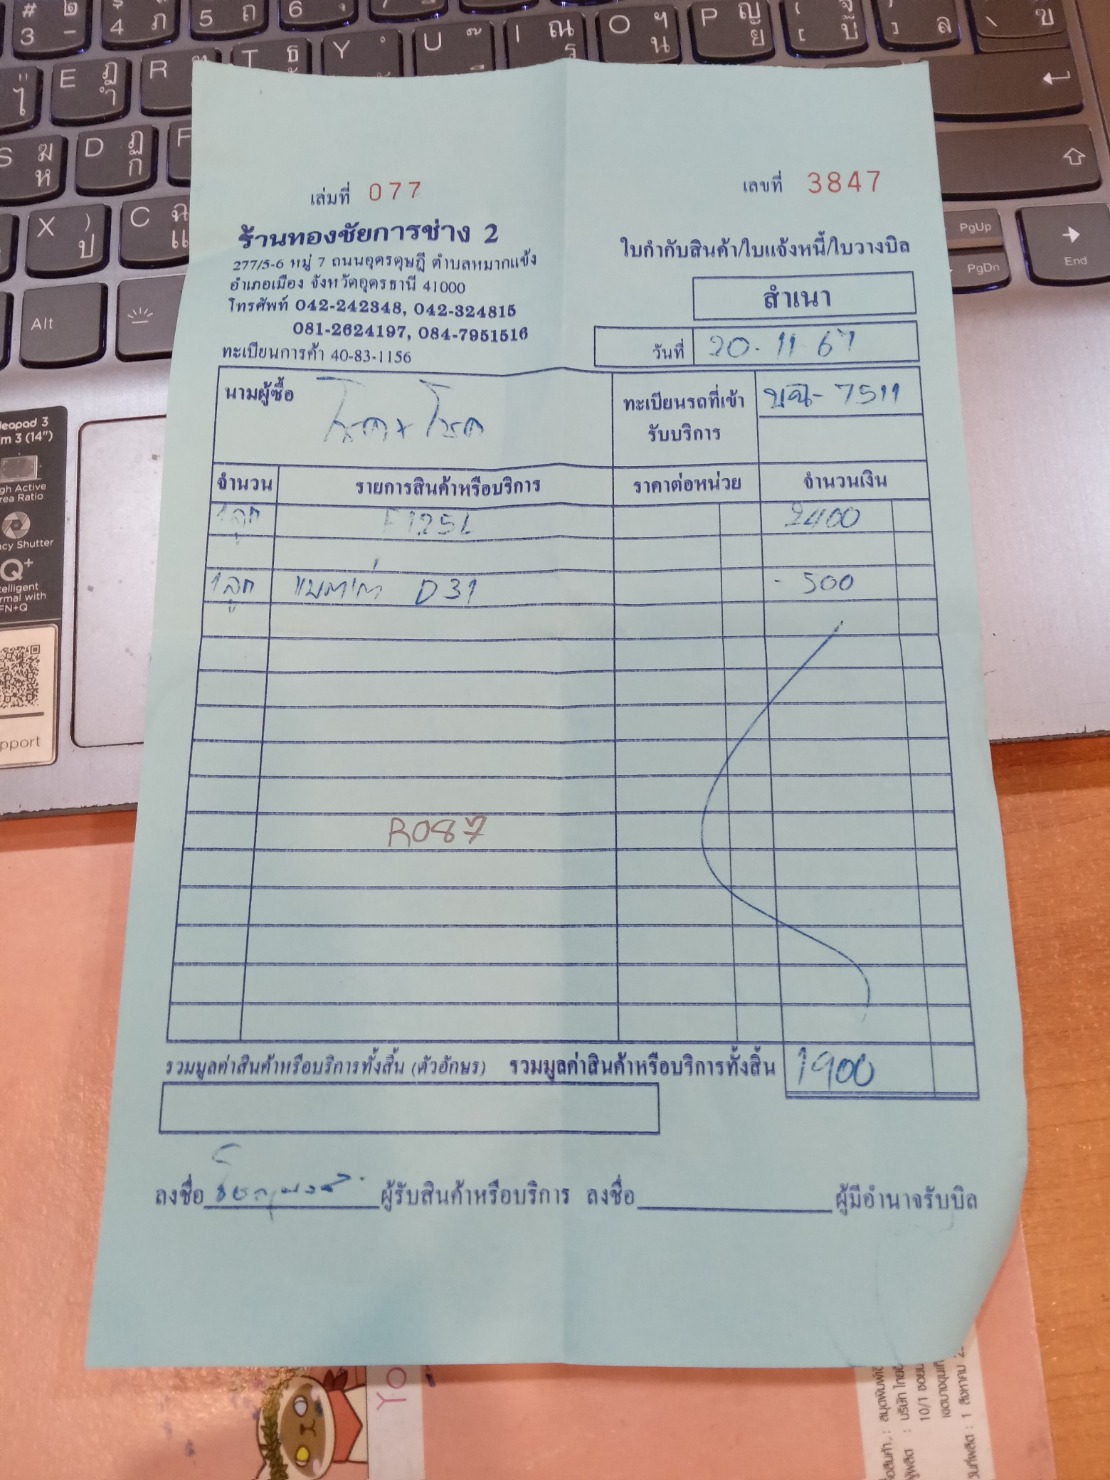 เล่มที่ 077
เลขที่ 3847
ร้านทองชัยการช่าง 2
277/5-6 หมู่ 7 ถนนอุดรดุษฎี ตำบลหมากแข้ง
อำเภอเมือง จังหวัดอุดรธานี 41000
โทรศัพท์ 042-242348, 042-324815
081-2624197, 084-7951516
ทะเบียนการค้า 40-83-1156
ใบกำกับสินค้า/ใบแจ้งหนี้/ใบวางบิล
สำเนา
วันที่ 20-11-67
นามผู้ซื้อ
ทะเบียนรถที่เข้า
รับบริการ
7511
จำนวน รายการสินค้าหรือบริการ ราคาต่อหน่วย จำนวนเงิน
1ลูก F125L 2400
1ลูก แบตเก่า D31 -500
R087
รวมมูลค่าสินค้าหรือบริการทั้งสิ้น (ตัวอักษร) รวมมูลค่าสินค้าหรือบริการทั้งสิ้น 1900
ลงชื่อ ผู้รับสินค้าหรือบริการ ลงชื่อ ผู้มีอำนาจรับบิล
Alt
PgUp
PgDn
End